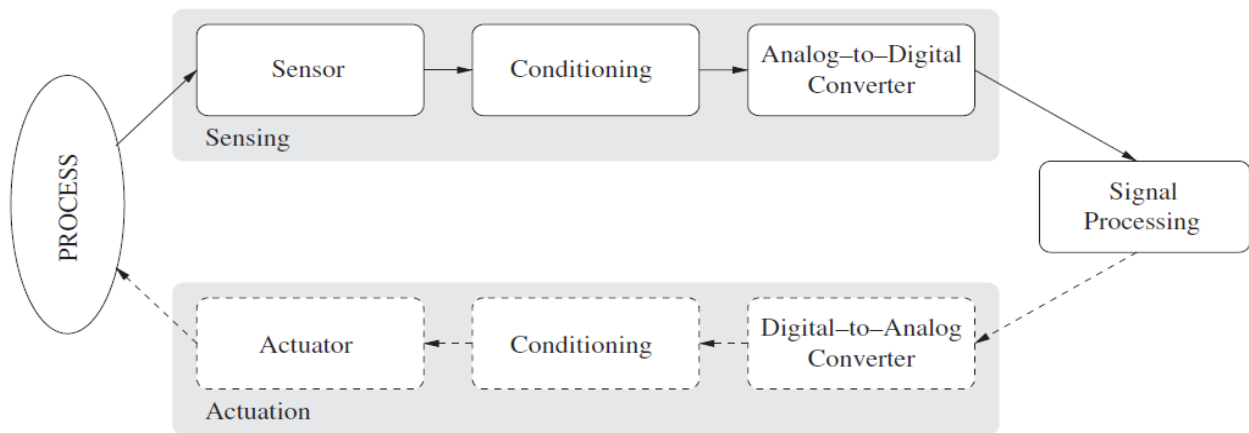 Sensor
Conditioning
Analog–to–Digital
Converter
Sensing
PROCESS
Signal
Processing
Actuator
Conditioning
Digital–to–Analog
Converter
Actuation